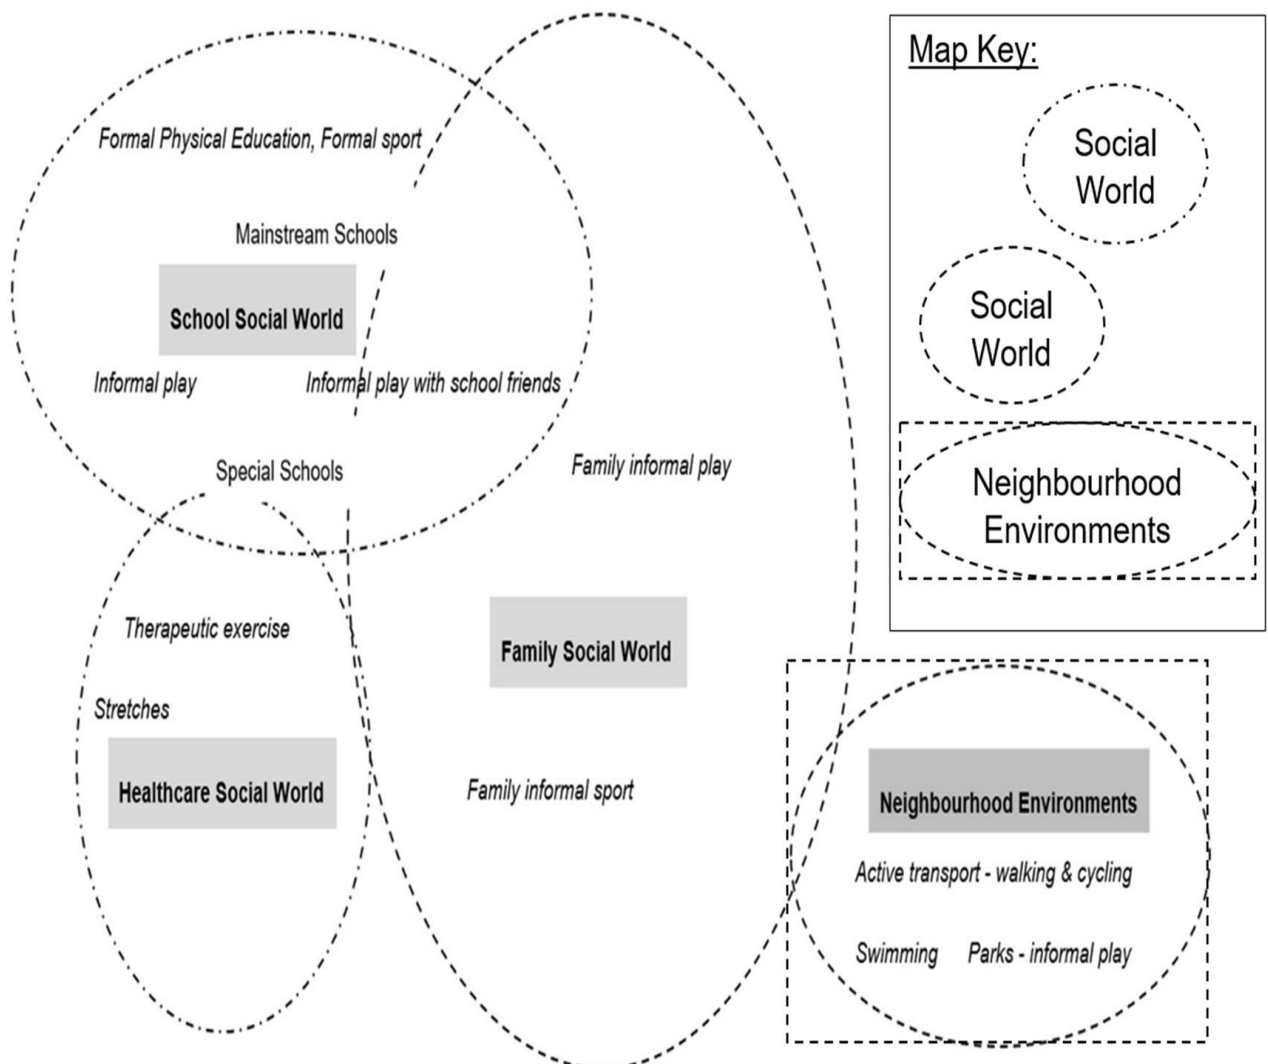 Map Key:
Social
World
Social
World
Neighbourhood
Environments
Formal Physical Education, Formal sport
Mainstream Schools
School Social World
Informal play
Informal play with school friends
Special Schools
Family informal play
Therapeutic exercise
Family Social World
Stretches
Healthcare Social World
Family informal sport
Neighbourhood Environments
Active transport - walking & cycling
Swimming
Parks - informal play